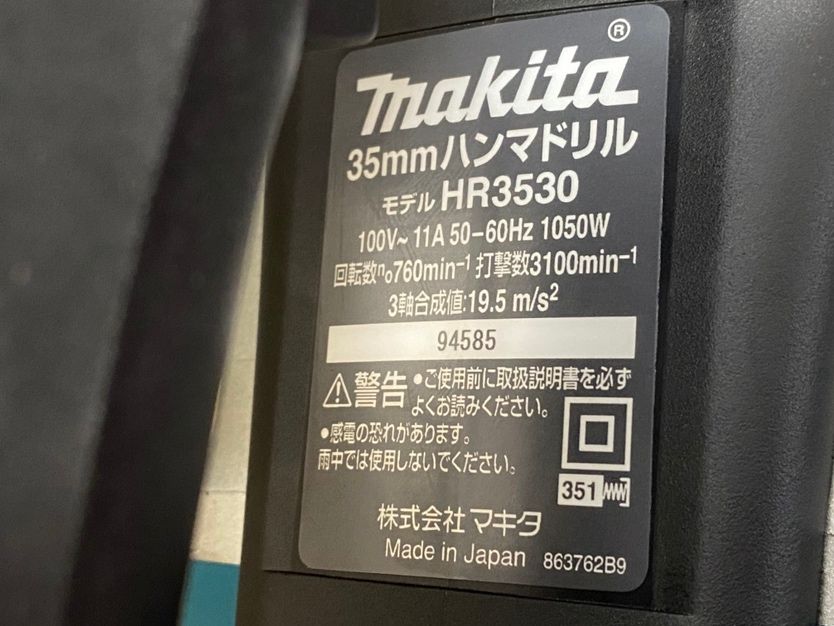 makita®
35mmハンマドリル
モデル HR3530
100V~ 11A 50-60Hz 1050W
回転数n₀760min⁻¹ 打撃数3100min⁻¹
3軸合成値:19.5 m/s²
94585
⚠警告 •ご使用前に取扱説明書を必ず
よくお読みください。
•感電の恐れがあります。
雨中では使用しないでください。
351
株式会社 マキタ
Made in Japan 863762B9